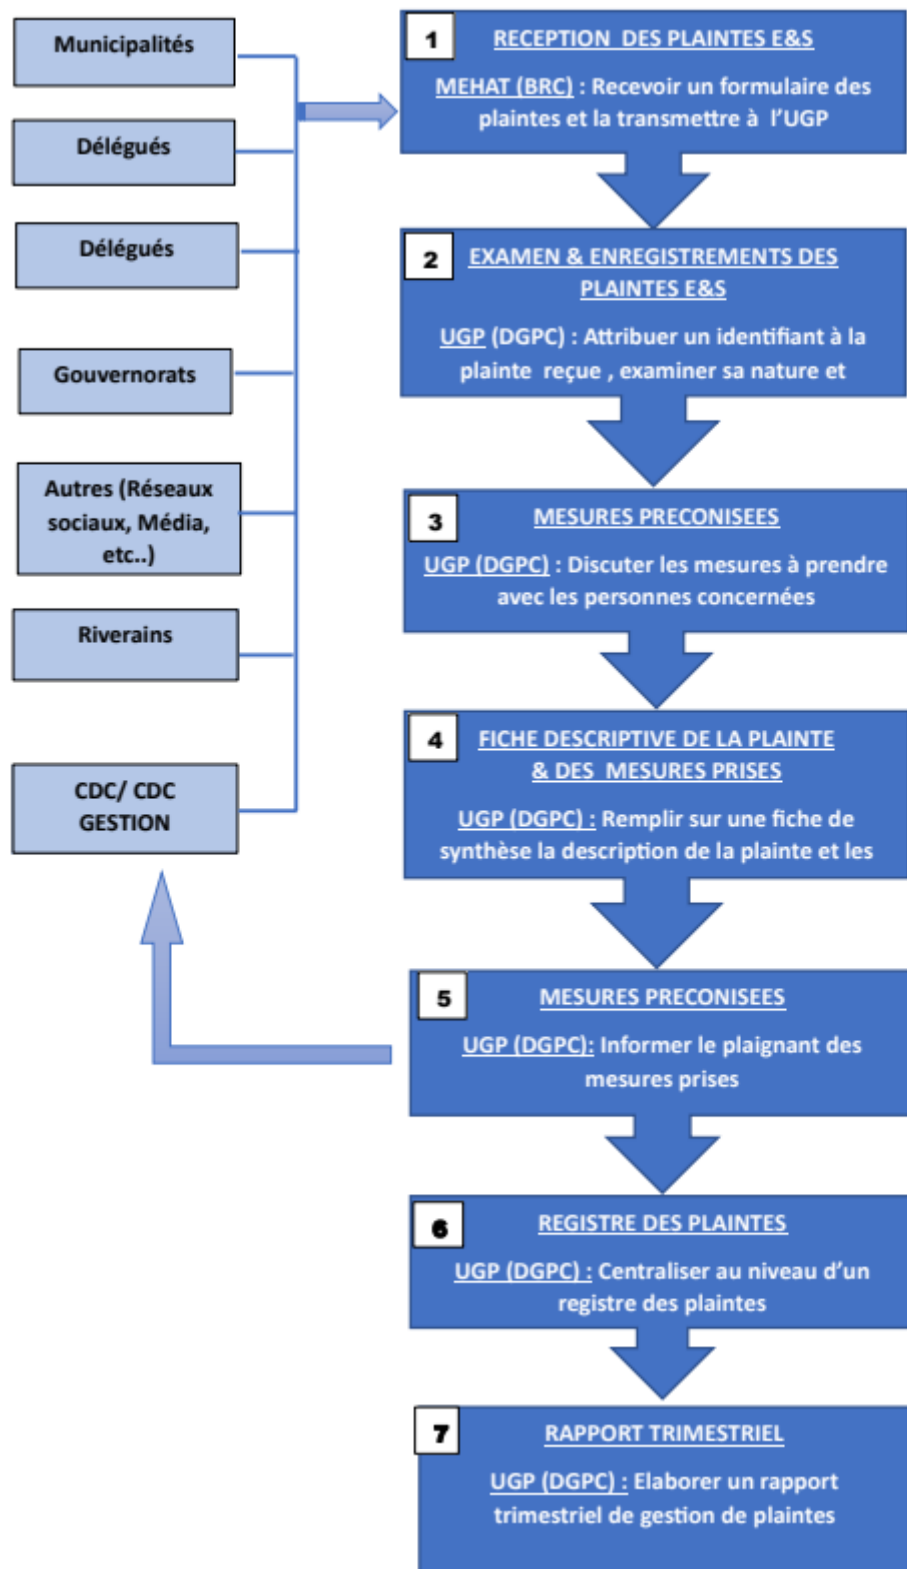 Municipalités
Délégués
Délégués
Gouvernorats
Autres (Réseaux
sociaux, Média,
etc..)
Riverains
CDC/ CDC
GESTION
1
RECEPTION DES PLAINTES E&S
MEHAT (BRC) : Recevoir un formulaire des
plaintes et la transmettre à l’UGP
2
EXAMEN & ENREGISTREMENTS DES
PLAINTES E&S
UGP (DGPC) : Attribuer un identifiant à la
plainte reçue , examiner sa nature et
3
MESURES PRECONISEES
UGP (DGPC) : Discuter les mesures à prendre
avec les personnes concernées
4
FICHE DESCRIPTIVE DE LA PLAINTE
& DES MESURES PRISES
UGP (DGPC) : Remplir sur une fiche de
synthèse la description de la plainte et les
5
MESURES PRECONISEES
UGP (DGPC): Informer le plaignant des
mesures prises
6
REGISTRE DES PLAINTES
UGP (DGPC) : Centraliser au niveau d’un
registre des plaintes
7
RAPPORT TRIMESTRIEL
UGP (DGPC) : Elaborer un rapport
trimestriel de gestion de plaintes